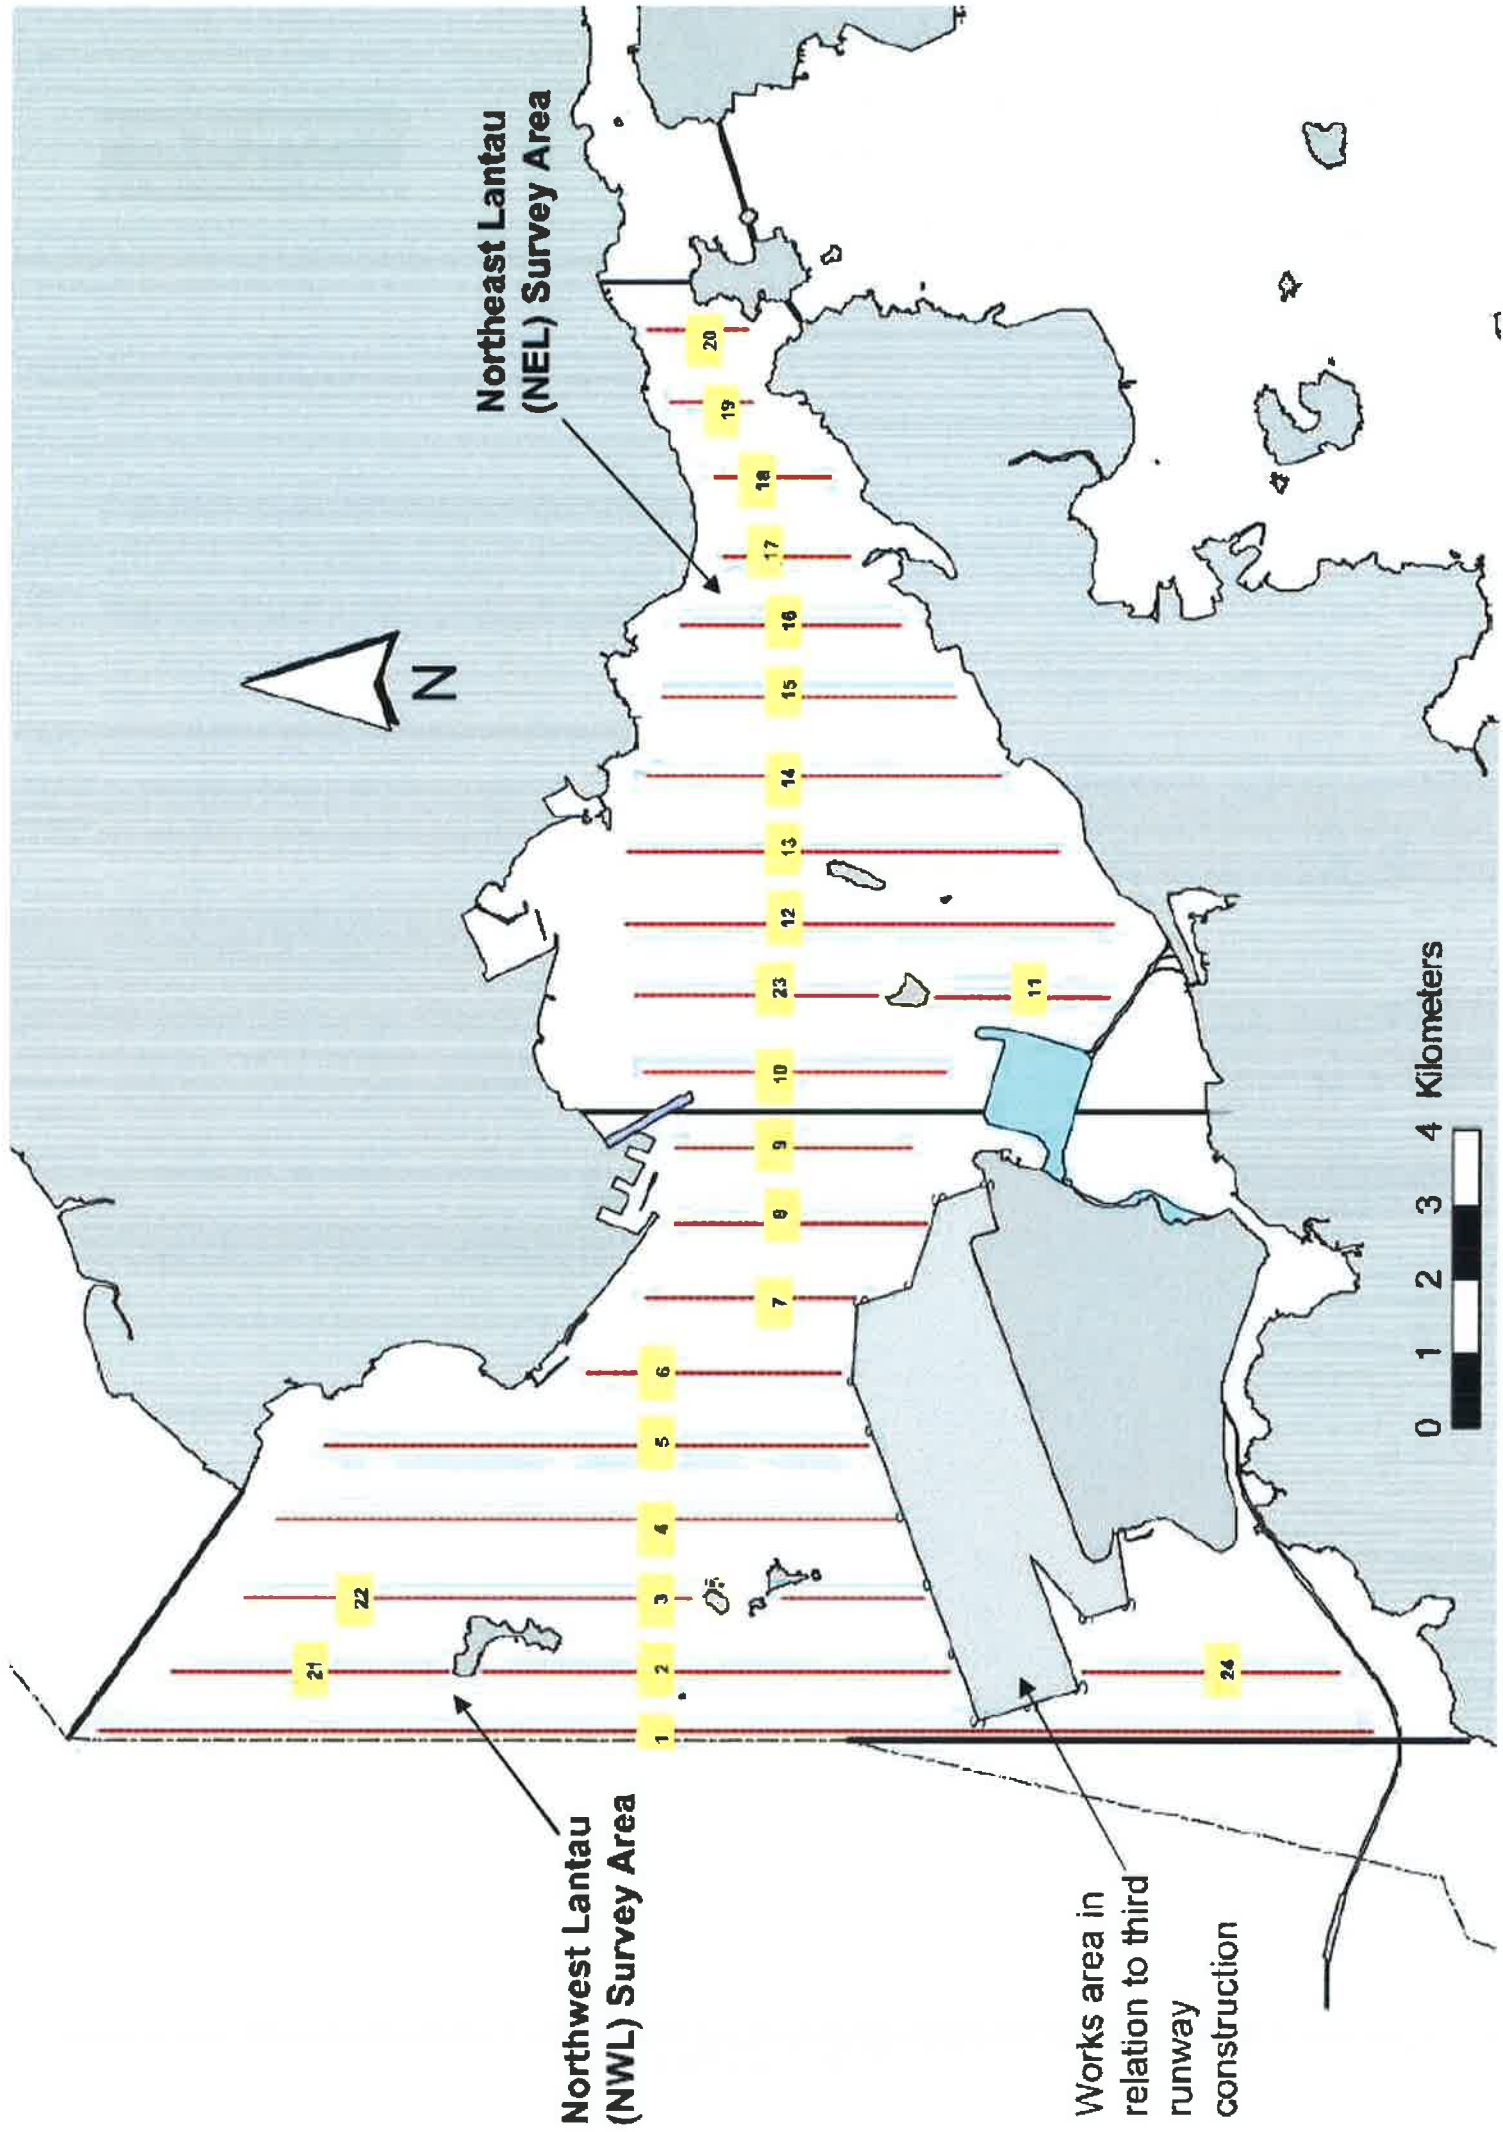 Northeast Lantau
(NEL) Survey Area
N
Northwest Lantau
(NWL) Survey Area
Works area in
relation to third
runway
construction
1
21
2
24
22
3
4
5
6
7
8
9
10
23
11
12
13
14
15
16
17
18
19
20
0 1 2 3 4 Kilometers